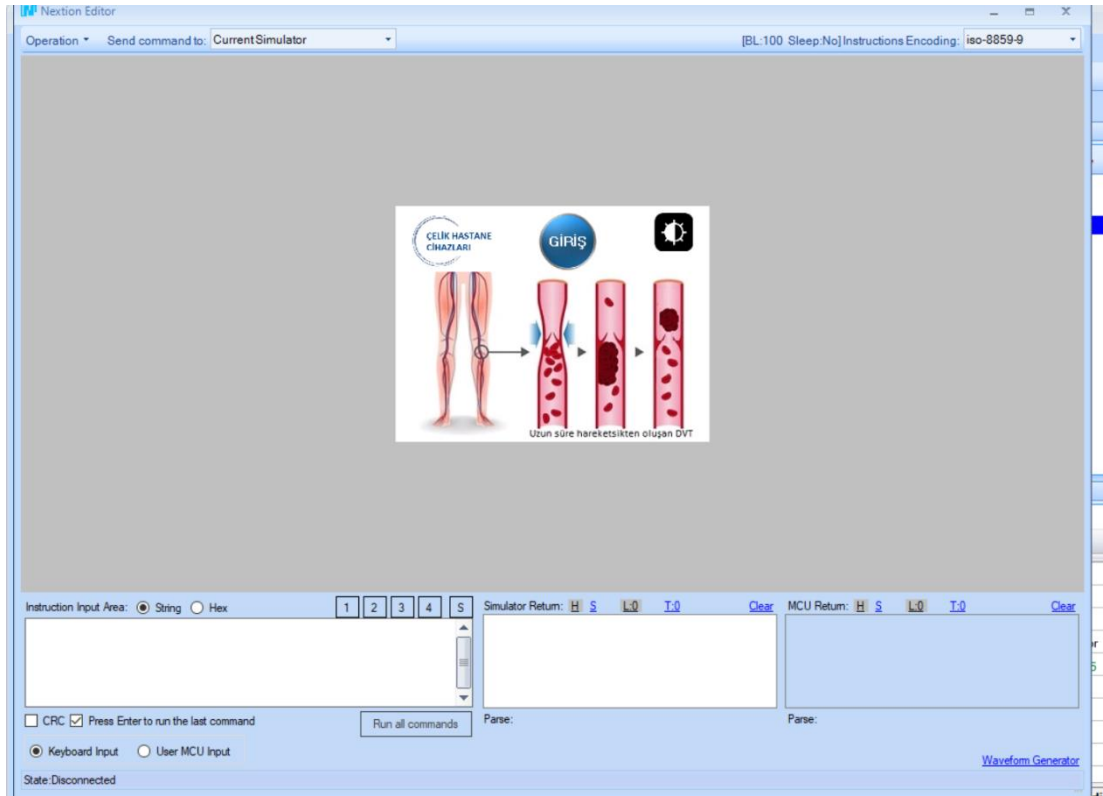 Nextion Editor
Operation Send command to: CurrentSimulator [BL:100 Sleep:No] Instructions Encoding: iso-8859-9
ÇELİK HASTANE
CİHAZLARI
GİRİŞ
Uzun süre hareketsikten oluşan DVT
Instruction Input Area: String Hex 1 2 3 4 S Simulator Return: H S L:0 T:0 Clear MCU Return: H S L:0 T:0 Clear
CRC Press Enter to run the last command Run all commands Parse: Parse:
Keyboard Input User MCU Input
Waveform Generator
State:Disconnected